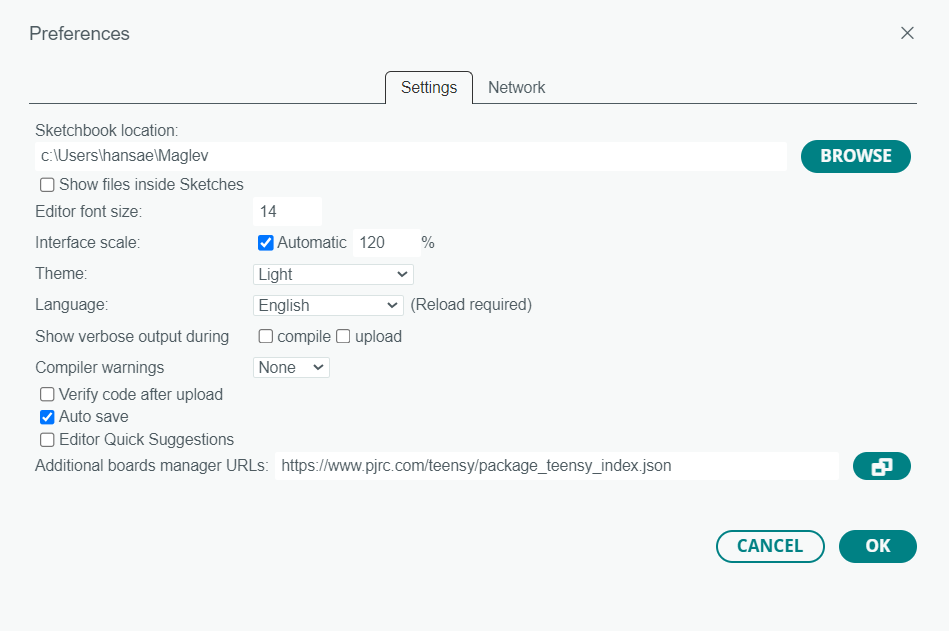 Preferences
Settings Network
Sketchbook location:
c:\Users\hansae\Maglev BROWSE
Show files inside Sketches
Editor font size: 14
Interface scale: Automatic 120 %
Theme: Light
Language: English (Reload required)
Show verbose output during compile upload
Compiler warnings None
Verify code after upload
Auto save
Editor Quick Suggestions
Additional boards manager URLs: https://www.pjrc.com/teensy/package_teensy_index.json
CANCEL OK